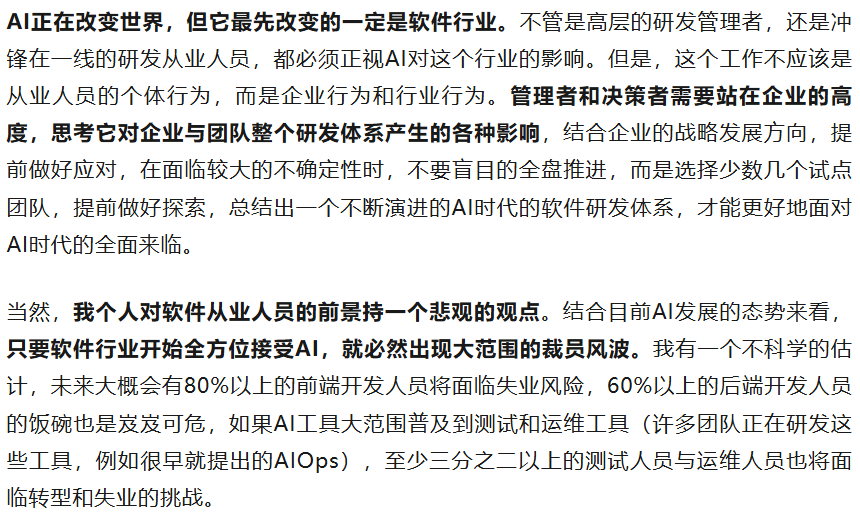 AI正在改变世界，但它最先改变的一定是软件行业。不管是高层的研发管理者，还是冲
锋在一线的研发从业人员，都必须正视AI对这个行业的影响。但是，这个工作不应该是
从业人员的个体行为，而是企业行为和行业行为。管理者和决策者需要站在企业的高
度，思考它对企业与团队整个研发体系产生的各种影响，结合企业的战略发展方向，提
前做好应对，在面临较大的不确定性时，不要盲目的全盘推进，而是选择少数几个试点
团队，提前做好探索，总结出一个不断演进的AI时代的软件研发体系，才能更好地面对
AI时代的全面来临。
当然，我个人对软件从业人员的前景持一个悲观的观点。结合目前AI发展的态势来看，
只要软件行业开始全方位接受AI，就必然出现大范围的裁员风波。我有一个不科学的估
计，未来大概会有80%以上的前端开发人员将面临失业风险，60%以上的后端开发人员
的饭碗也是岌岌可危，如果AI工具大范围普及到测试和运维工具（许多团队正在研发这
些工具，例如很早就提出的AIOps），至少三分之二以上的测试人员与运维人员也将面
临转型和失业的挑战。